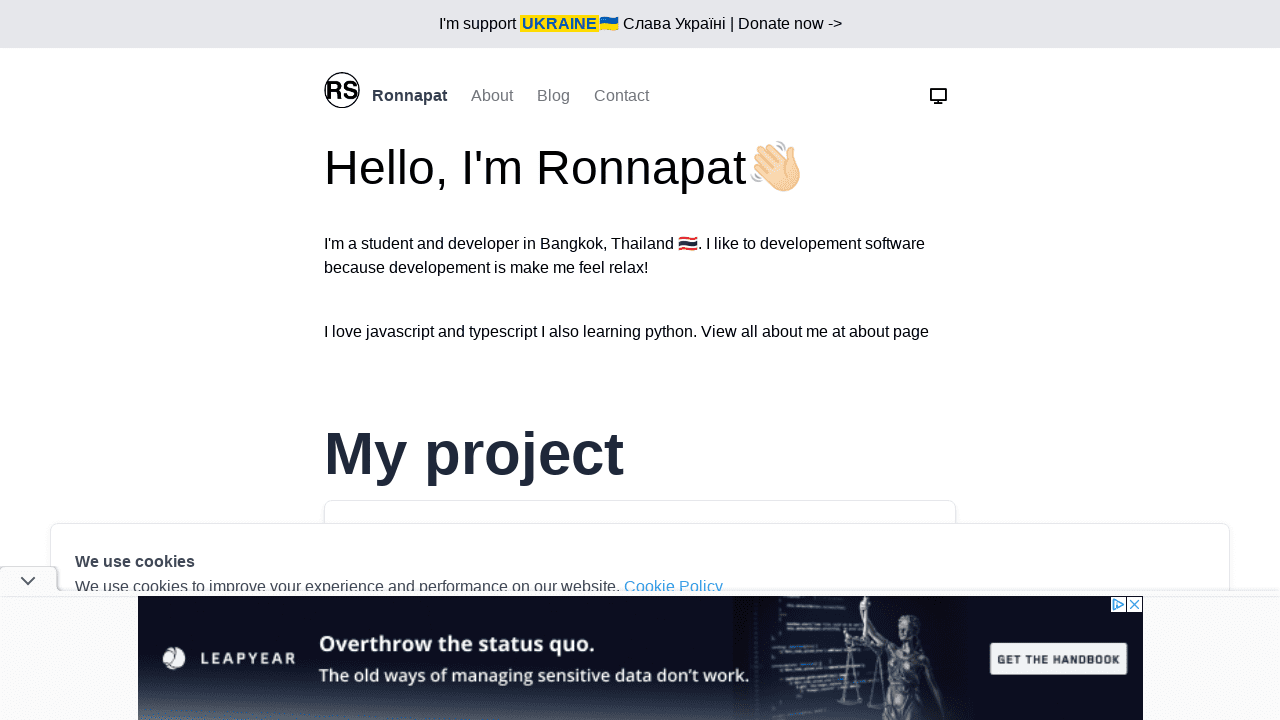 I'm support UKRAINE🇺🇦 Слава Україні | Donate now ->
RS Ronnapat About Blog Contact
Hello, I'm Ronnapat👋🏻
I'm a student and developer in Bangkok, Thailand 🇹🇭. I like to developement software
because developement is make me feel relax!
I love javascript and typescript I also learning python. View all about me at about page
My project
We use cookies
We use cookies to improve your experience and performance on our website. Cookie Policy
LEAPYEAR
Overthrow the status quo.
The old ways of managing sensitive data don't work.
GET THE HANDBOOK